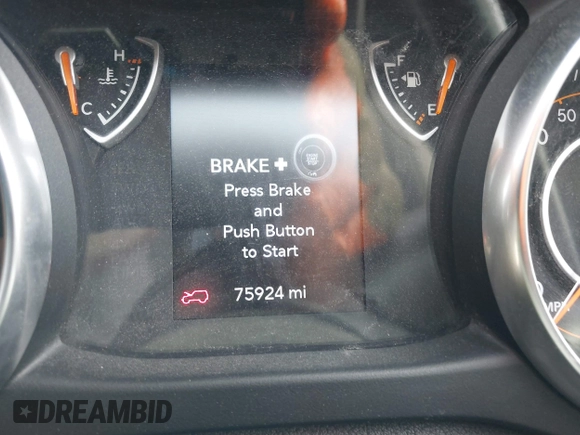 H
C
F
E
50
BRAKE +
Press Brake
and
Push Button
to Start
75924 mi
DREAMBID